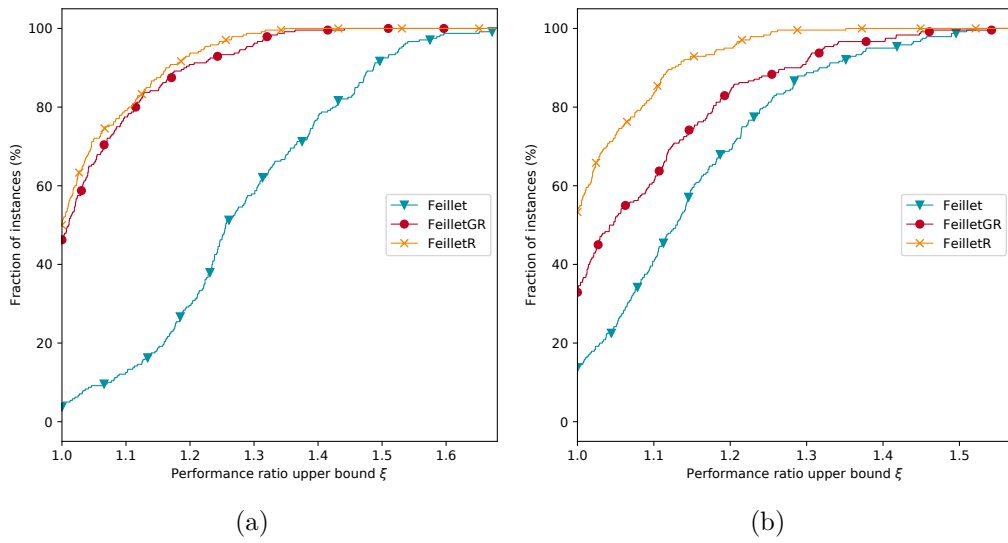 100
80
60
40
20
0
Fraction of instances (%)
Feillet
FeilletGR
FeilletR
1.0 1.1 1.2 1.3 1.4 1.5 1.6
Performance ratio upper bound ξ
(a)
100
80
60
40
20
0
Fraction of instances (%)
Feillet
FeilletGR
FeilletR
1.0 1.1 1.2 1.3 1.4 1.5
Performance ratio upper bound ξ
(b)